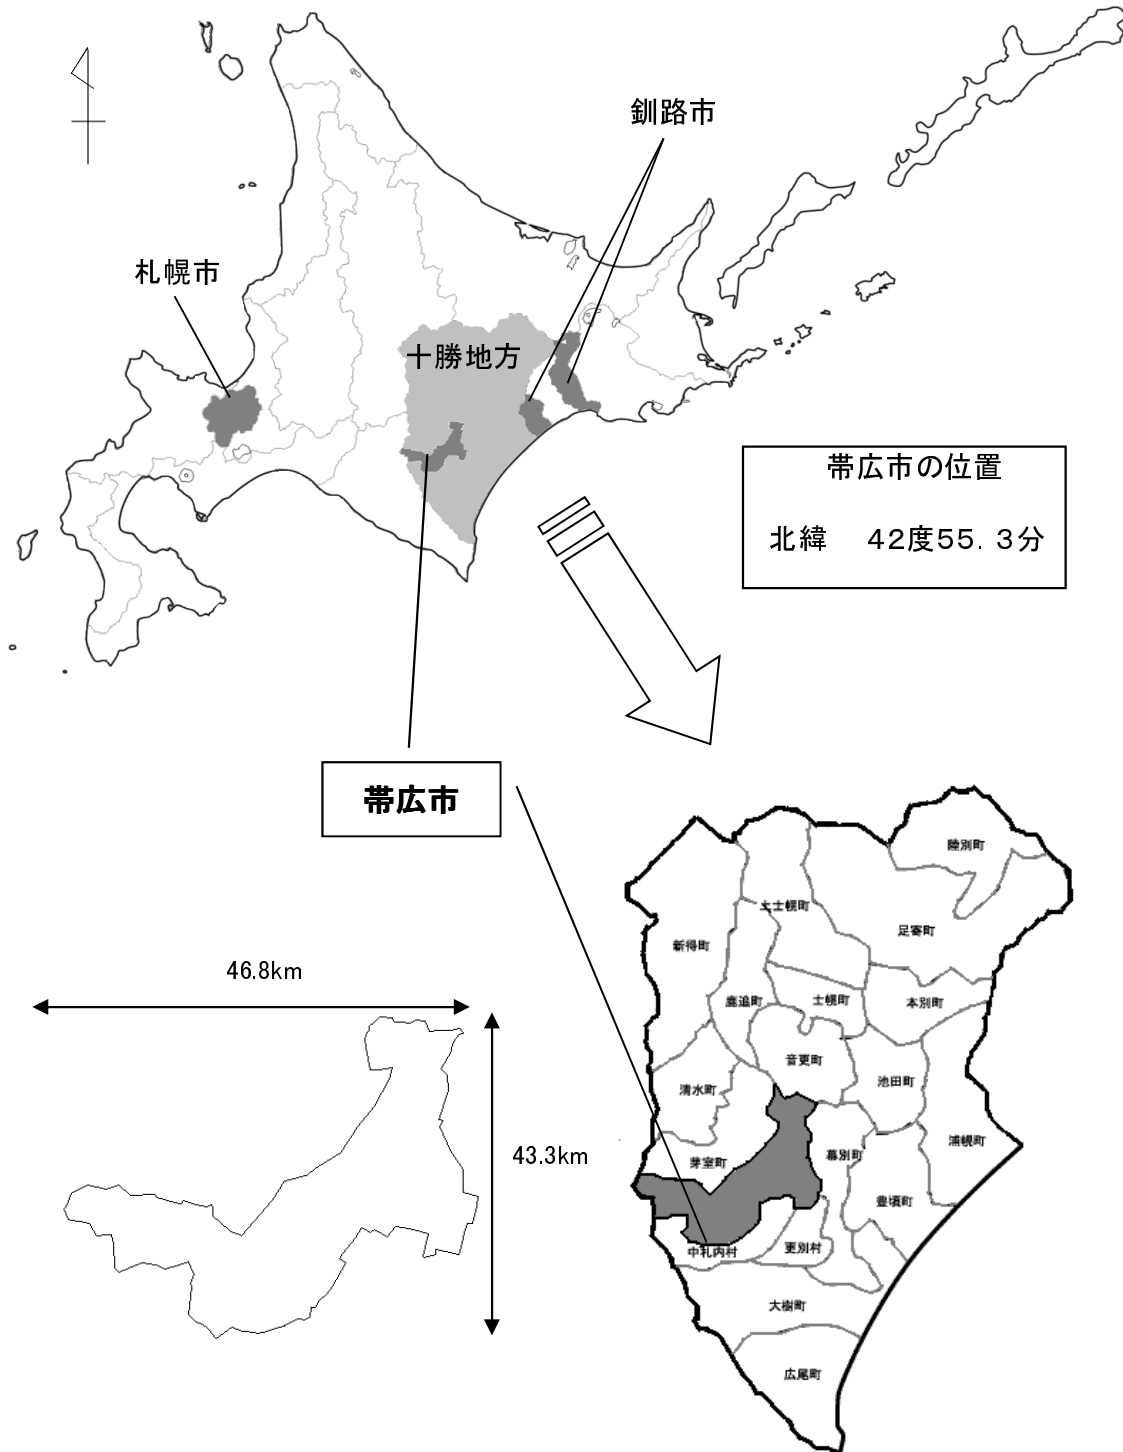 釧路市
札幌市
十勝地方
帯広市の位置
北緯　42度55．3分
帯広市
陸別町
上士幌町
足寄町
新得町
鹿追町
士幌町
本別町
音更町
池田町
清水町
浦幌町
幕別町
芽室町
豊頃町
更別村
中札内村
大樹町
広尾町
46.8km
43.3km